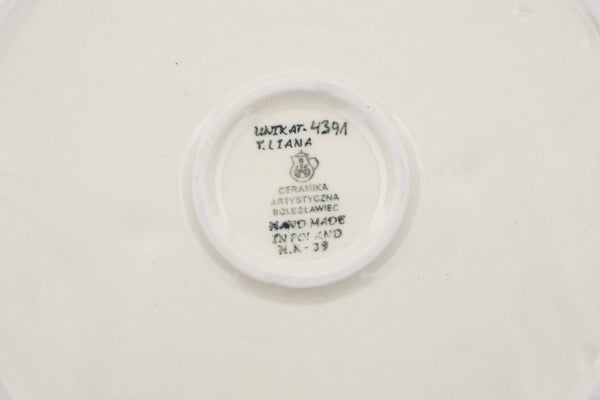 UNIKAT-4391
T.LIANA
CERAMIKA
ARTYSTYCZNA
BOLESŁAWIEC
HAND MADE
IN POLAND
H.K-39